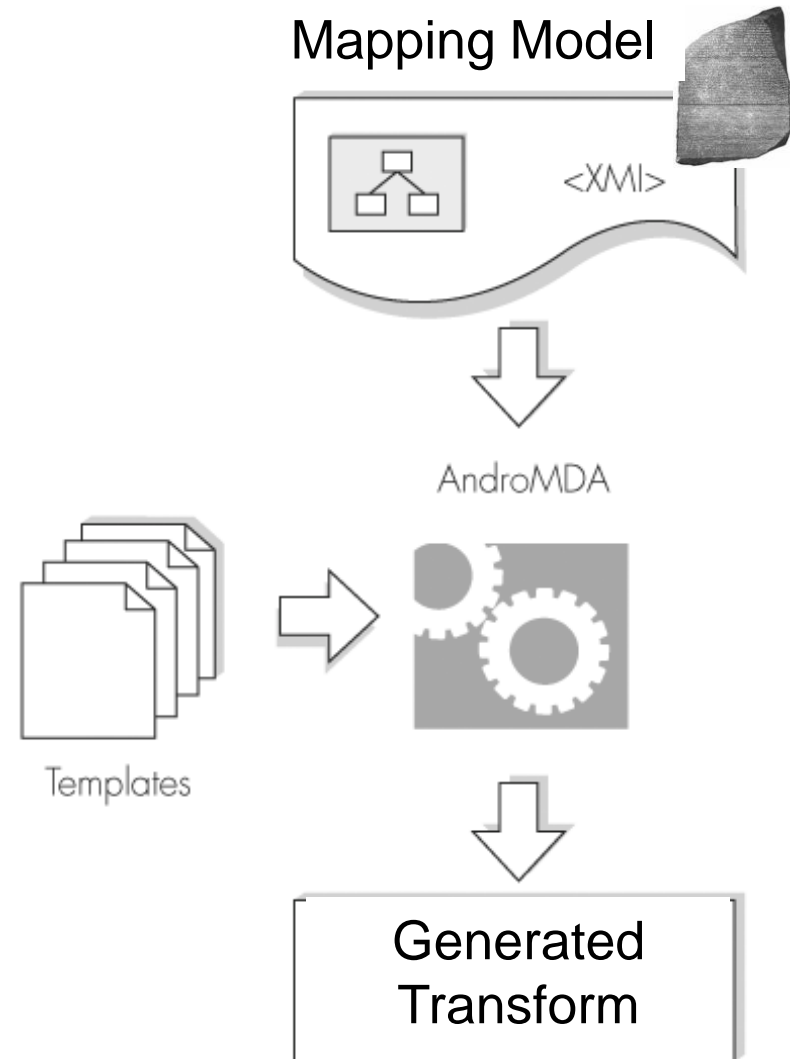 Mapping Model
<XMI>
AndroMDA
Templates
Generated
Transform